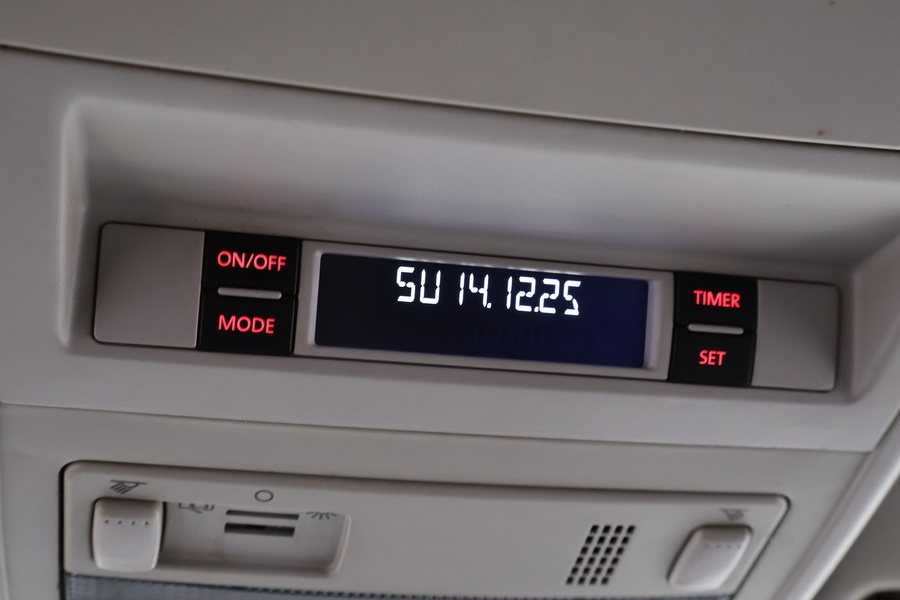 ON/OFF
MODE
SU 14.12.25
TIMER
SET